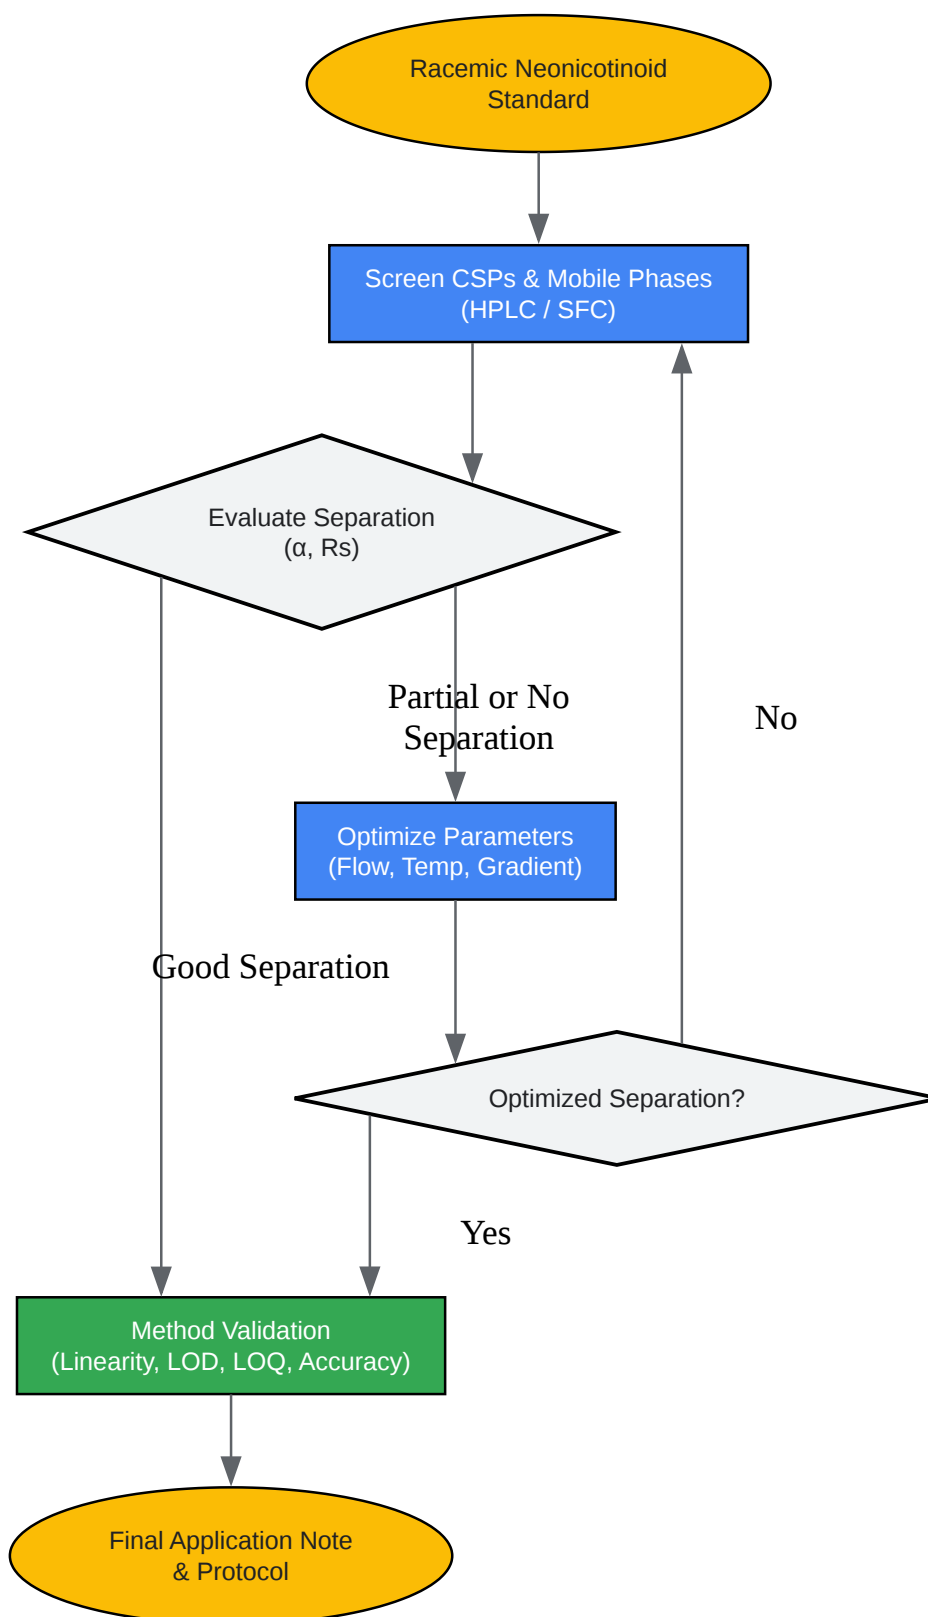 Racemic Neonicotinoid
Standard
Screen CSPs & Mobile Phases
(HPLC / SFC)
Evaluate Separation
(α, Rs)
Partial or No
Separation
No
Optimize Parameters
(Flow, Temp, Gradient)
Good Separation
Optimized Separation?
Yes
Method Validation
(Linearity, LOD, LOQ, Accuracy)
Final Application Note
& Protocol